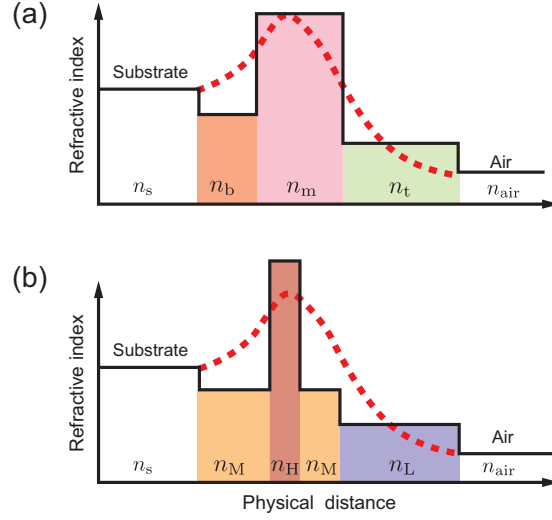 (a)
Refractive index
Substrate
Air
n_s
n_b
n_m
n_t
n_air
(b)
Refractive index
Substrate
Air
n_s
n_M
n_H
n_M
n_L
n_air
Physical distance